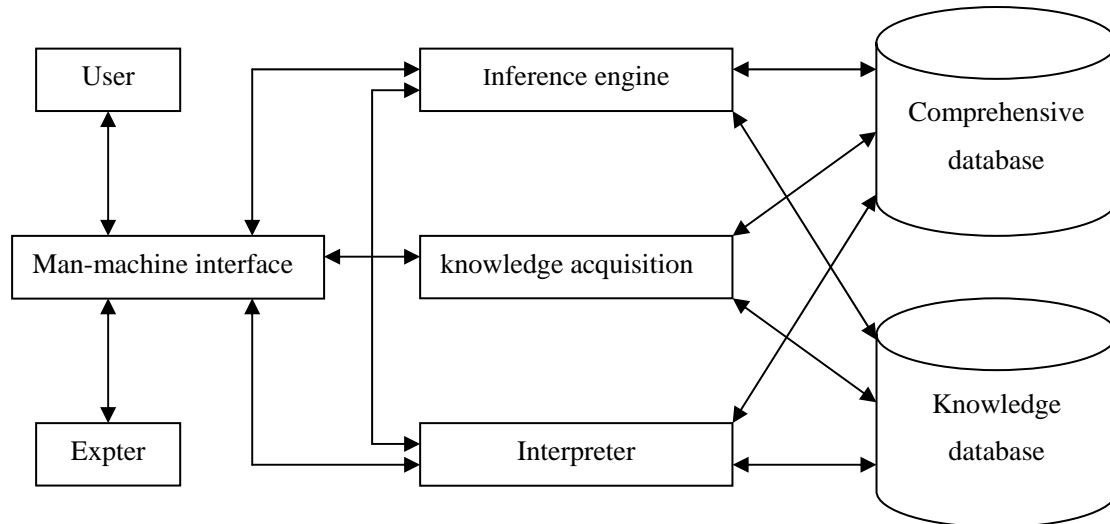 User
Inference engine
Comprehensive
database
Man-machine interface
knowledge acquisition
Expter
Interpreter
Knowledge
database